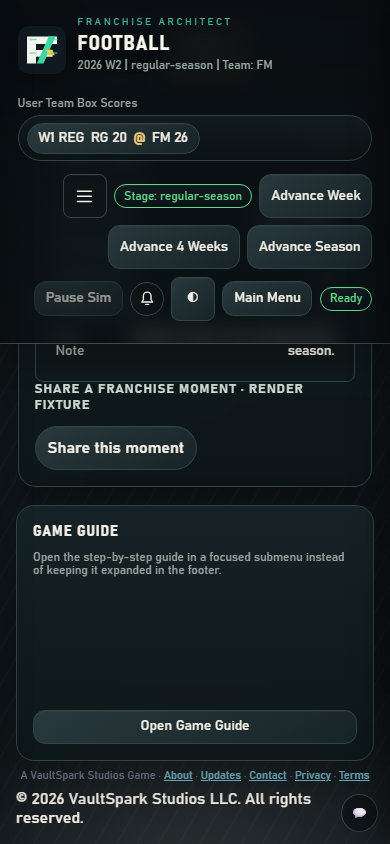 FRANCHISE ARCHITECT
FOOTBALL
2026 W2 | regular-season | Team: FM
User Team Box Scores
W1 REG RG 20 @ FM 26
Stage: regular-season
Advance Week
Advance 4 Weeks
Advance Season
Pause Sim
Main Menu
Ready
Note season.
SHARE A FRANCHISE MOMENT · RENDER
FIXTURE
Share this moment
GAME GUIDE
Open the step-by-step guide in a focused submenu instead
of keeping it expanded in the footer.
Open Game Guide
A VaultSpark Studios Game · About · Updates · Contact · Privacy · Terms
© 2026 VaultSpark Studios LLC. All rights
reserved.